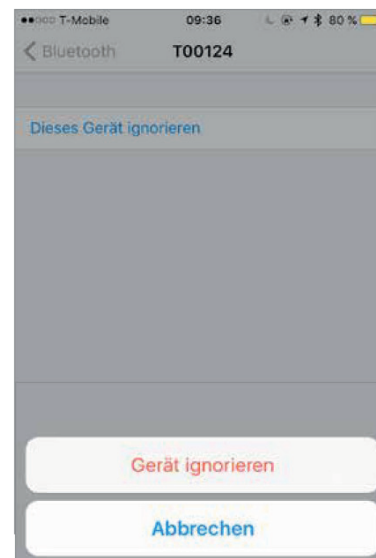 T-Mobile 09:36 80 %
Bluetooth T00124
Dieses Gerät ignorieren
Gerät ignorieren
Abbrechen